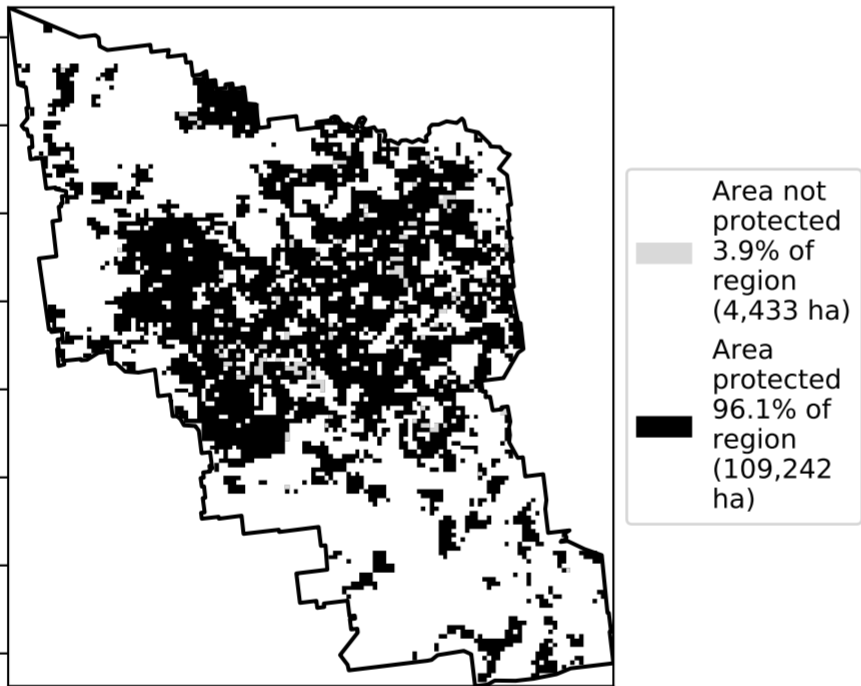 Area not
protected
3.9% of
region
(4,433 ha)
Area
protected
96.1% of
region
(109,242
ha)